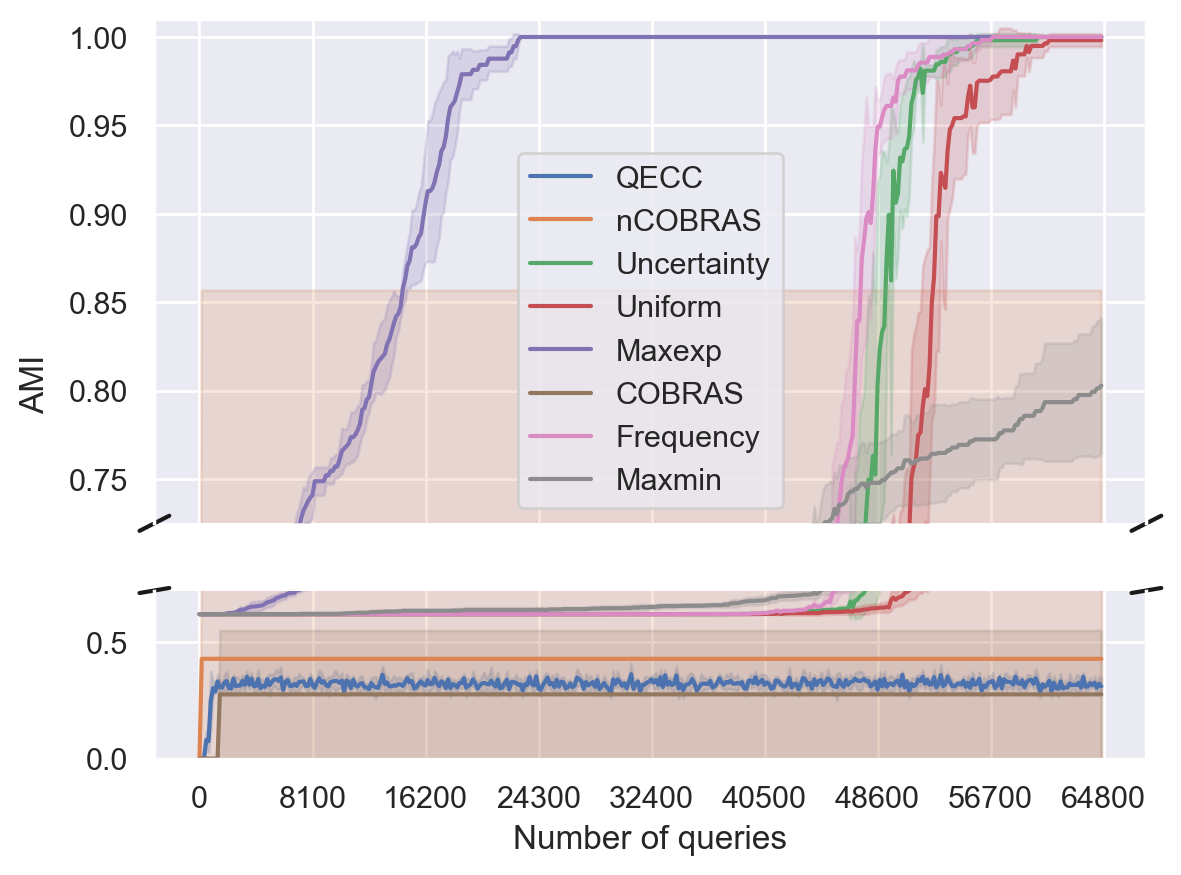 1.00
0.95
0.90
0.85
0.80
0.75
AMI
QECC
nCOBRAS
Uncertainty
Uniform
Maxexp
COBRAS
Frequency
Maxmin
0.5
0.0
0 8100 16200 24300 32400 40500 48600 56700 64800
Number of queries